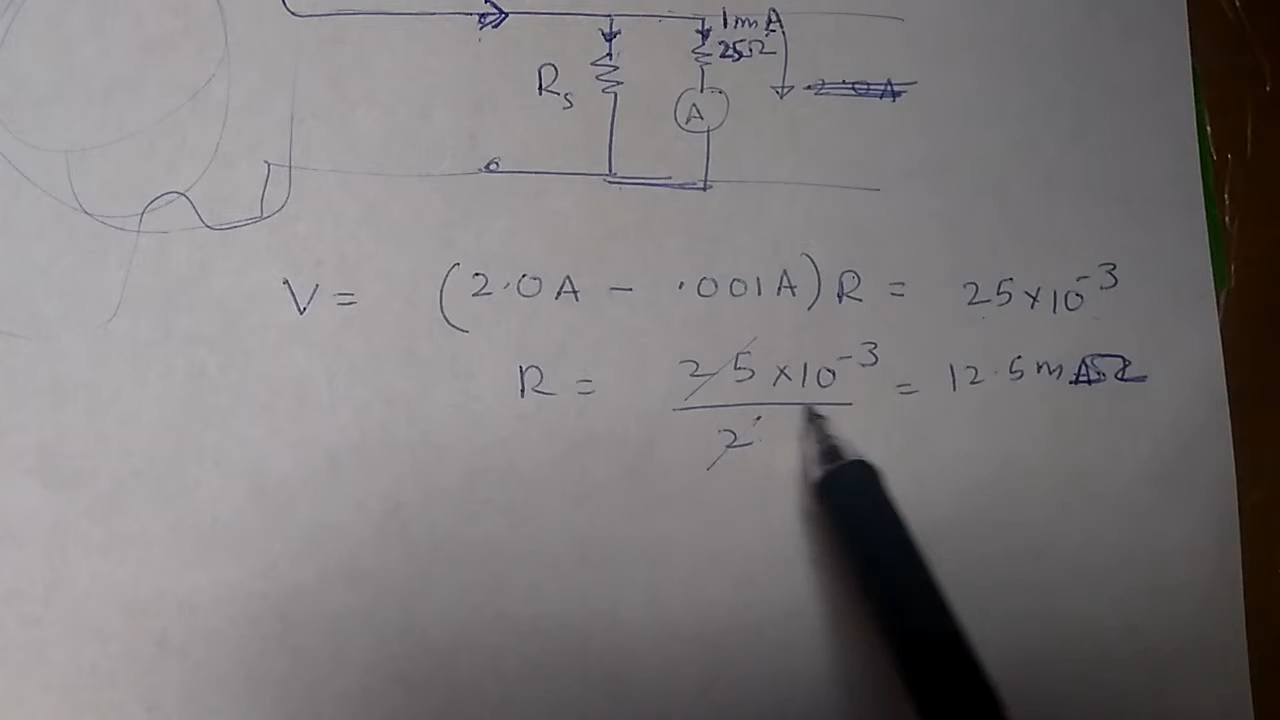 1mA
25Ω
Rs
A
2.0A
V = (2.0A - .001A)R = 25×10⁻³
R = 25×10⁻³ / 2 = 12.5mΩ